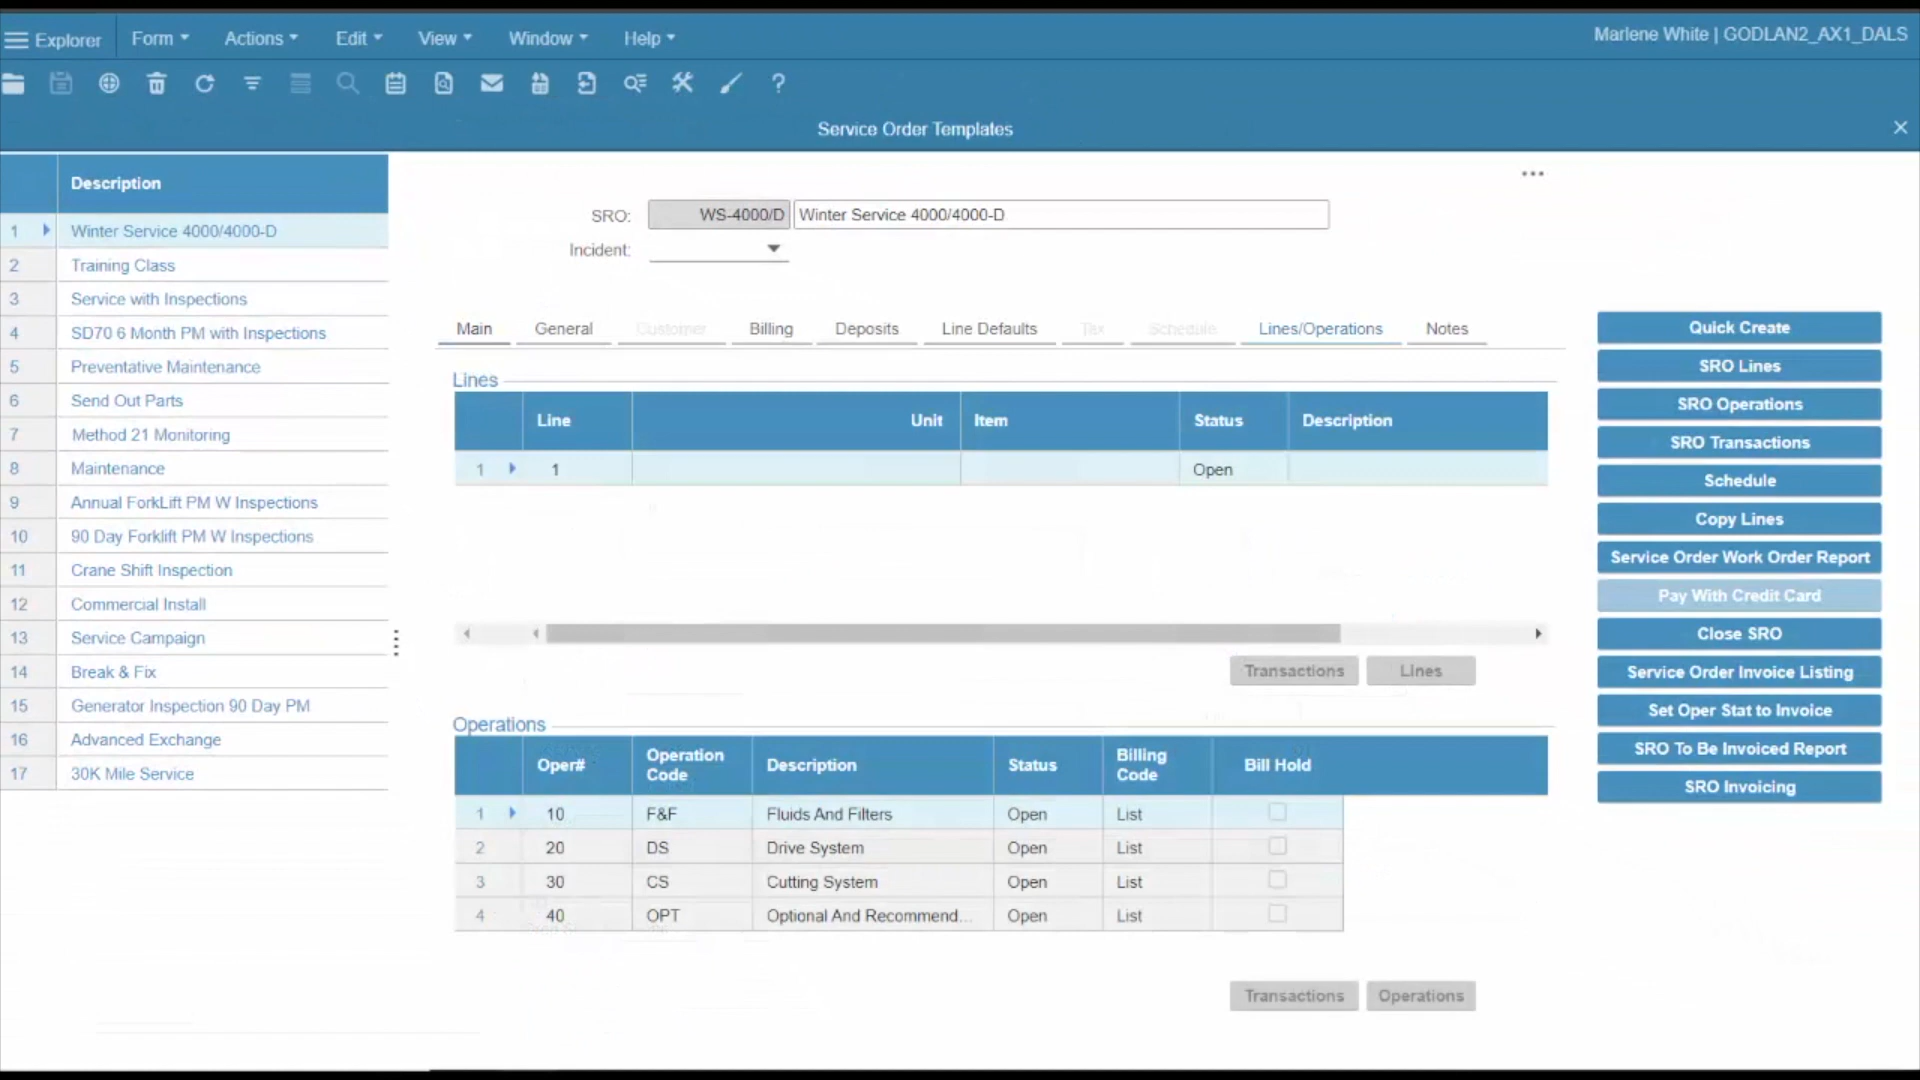 Explorer Form Actions Edit View Window Help Marlene White | GODLAN2_AX1_DALS
Service Order Templates
Description
1 Winter Service 4000/4000-D
2 Training Class
3 Service with Inspections
4 SD70 6 Month PM with Inspections
5 Preventative Maintenance
6 Send Out Parts
7 Method 21 Monitoring
8 Maintenance
9 Annual ForkLift PM W Inspections
10 90 Day Forklift PM W Inspections
11 Crane Shift Inspection
12 Commercial Install
13 Service Campaign
14 Break & Fix
15 Generator Inspection 90 Day PM
16 Advanced Exchange
17 30K Mile Service
SRO: WS-4000/D Winter Service 4000/4000-D
Incident:
Main General Customer Billing Deposits Line Defaults Tax Schedule Lines/Operations Notes
Lines
Line Unit Item Status Description
1 1 Open
Transactions Lines
Operations
Oper# Operation Code Description Status Billing Code Bill Hold
1 10 F&F Fluids And Filters Open List
2 20 DS Drive System Open List
3 30 CS Cutting System Open List
4 40 OPT Optional And Recommend... Open List
Transactions Operations
Quick Create
SRO Lines
SRO Operations
SRO Transactions
Schedule
Copy Lines
Service Order Work Order Report
Pay With Credit Card
Close SRO
Service Order Invoice Listing
Set Oper Stat to Invoice
SRO To Be Invoiced Report
SRO Invoicing